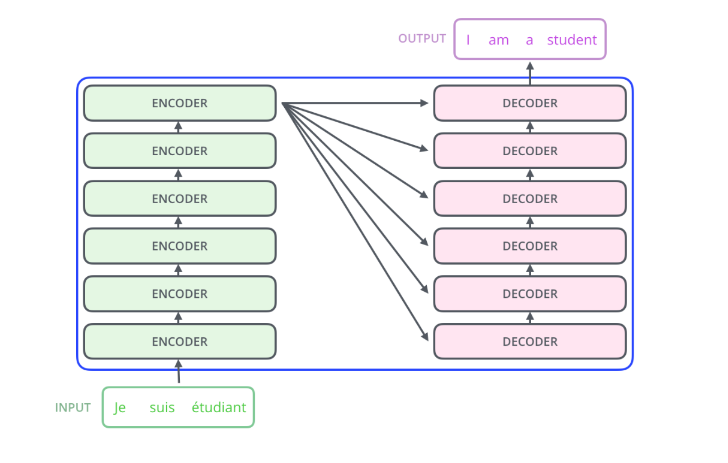 OUTPUT
I am a student
ENCODER DECODER
ENCODER DECODER
ENCODER DECODER
ENCODER DECODER
ENCODER DECODER
ENCODER DECODER
INPUT
Je suis étudiant